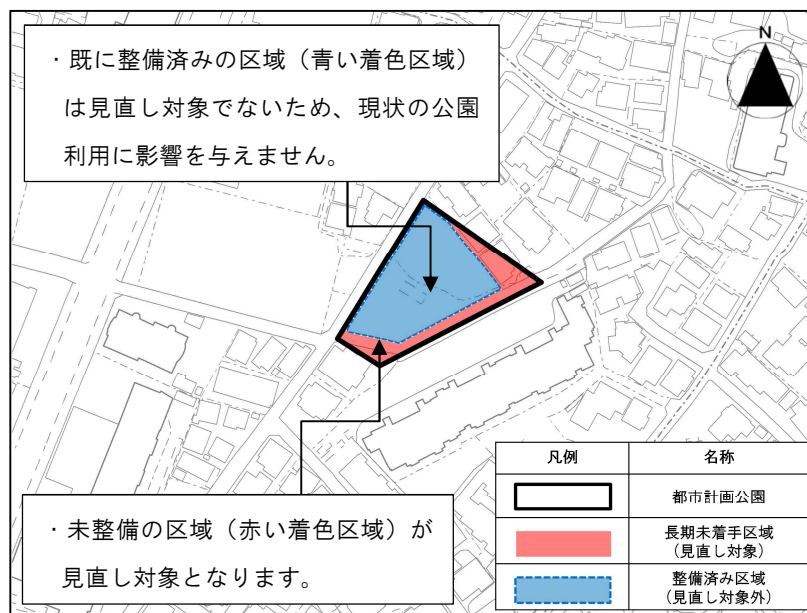 ・既に整備済みの区域（青い着色区域）
は見直し対象でないため、現状の公園
利用に影響を与えません。
N
・未整備の区域（赤い着色区域）が
見直し対象となります。
凡例 名称
都市計画公園
長期未着手区域
（見直し対象）
整備済み区域
（見直し対象外）